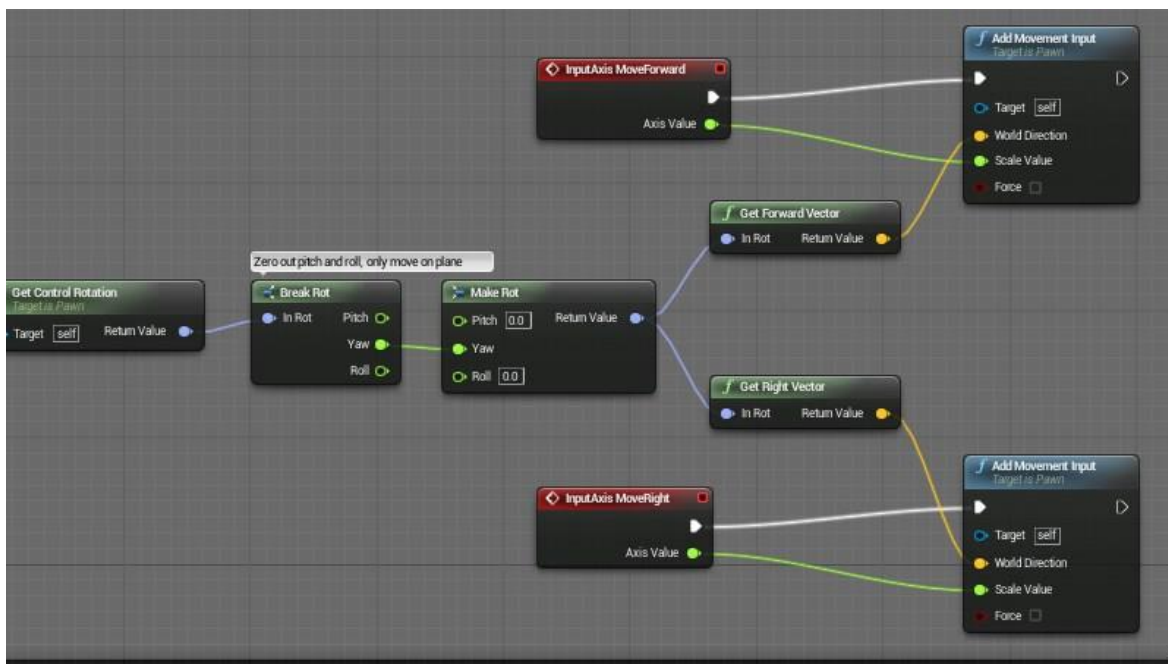 Add Movement Input
Target is Pawn
Target self
World Direction
Scale Value
Force
InputAxis MoveForward
Axis Value
Get Forward Vector
In Rot Return Value
Zero out pitch and roll, only move on plane
Get Control Rotation
Target is Pawn
Target self Return Value
Break Rot
In Rot Pitch
Yaw
Roll
Make Rot
Pitch 0.0 Return Value
Yaw
Roll 0.0
Get Right Vector
In Rot Return Value
InputAxis MoveRight
Axis Value
Add Movement Input
Target is Pawn
Target self
World Direction
Scale Value
Force